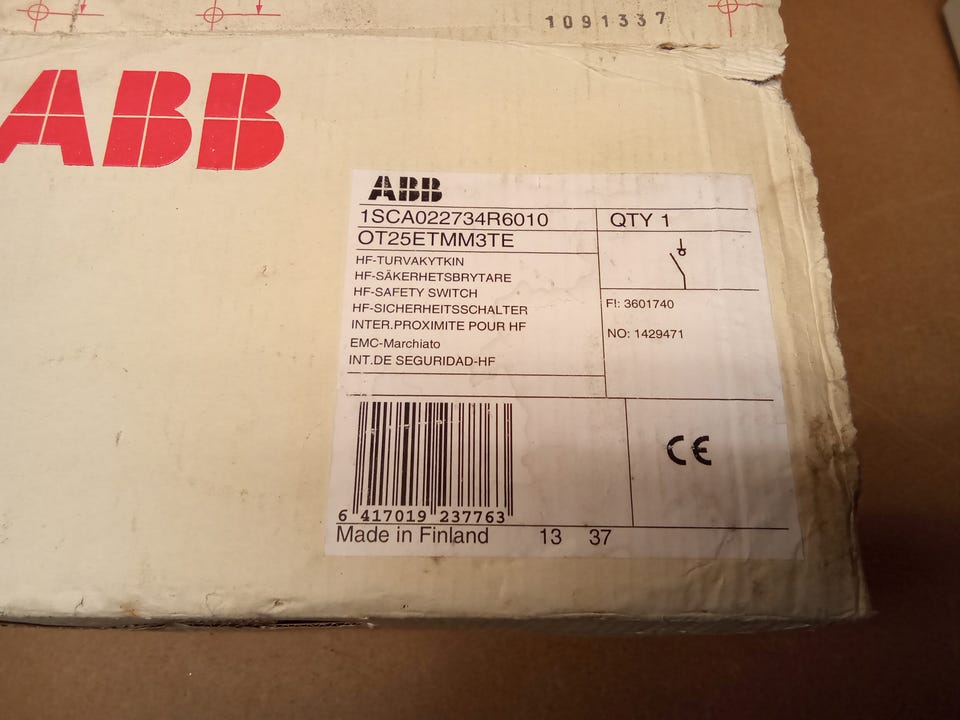 1091337
ABB
ABB
1SCA022734R6010
QTY 1
OT25ETMM3TE
HF-TURVAKYTKIN
HF-SÄKERHETSBRYTARE
HF-SAFETY SWITCH
HF-SICHERHEITSSCHALTER
INTER.PROXIMITE POUR HF
EMC-Marchiato
INT.DE SEGURIDAD-HF
FI: 3601740
NO: 1429471
6 417019 237763
CE
Made in Finland 13 37